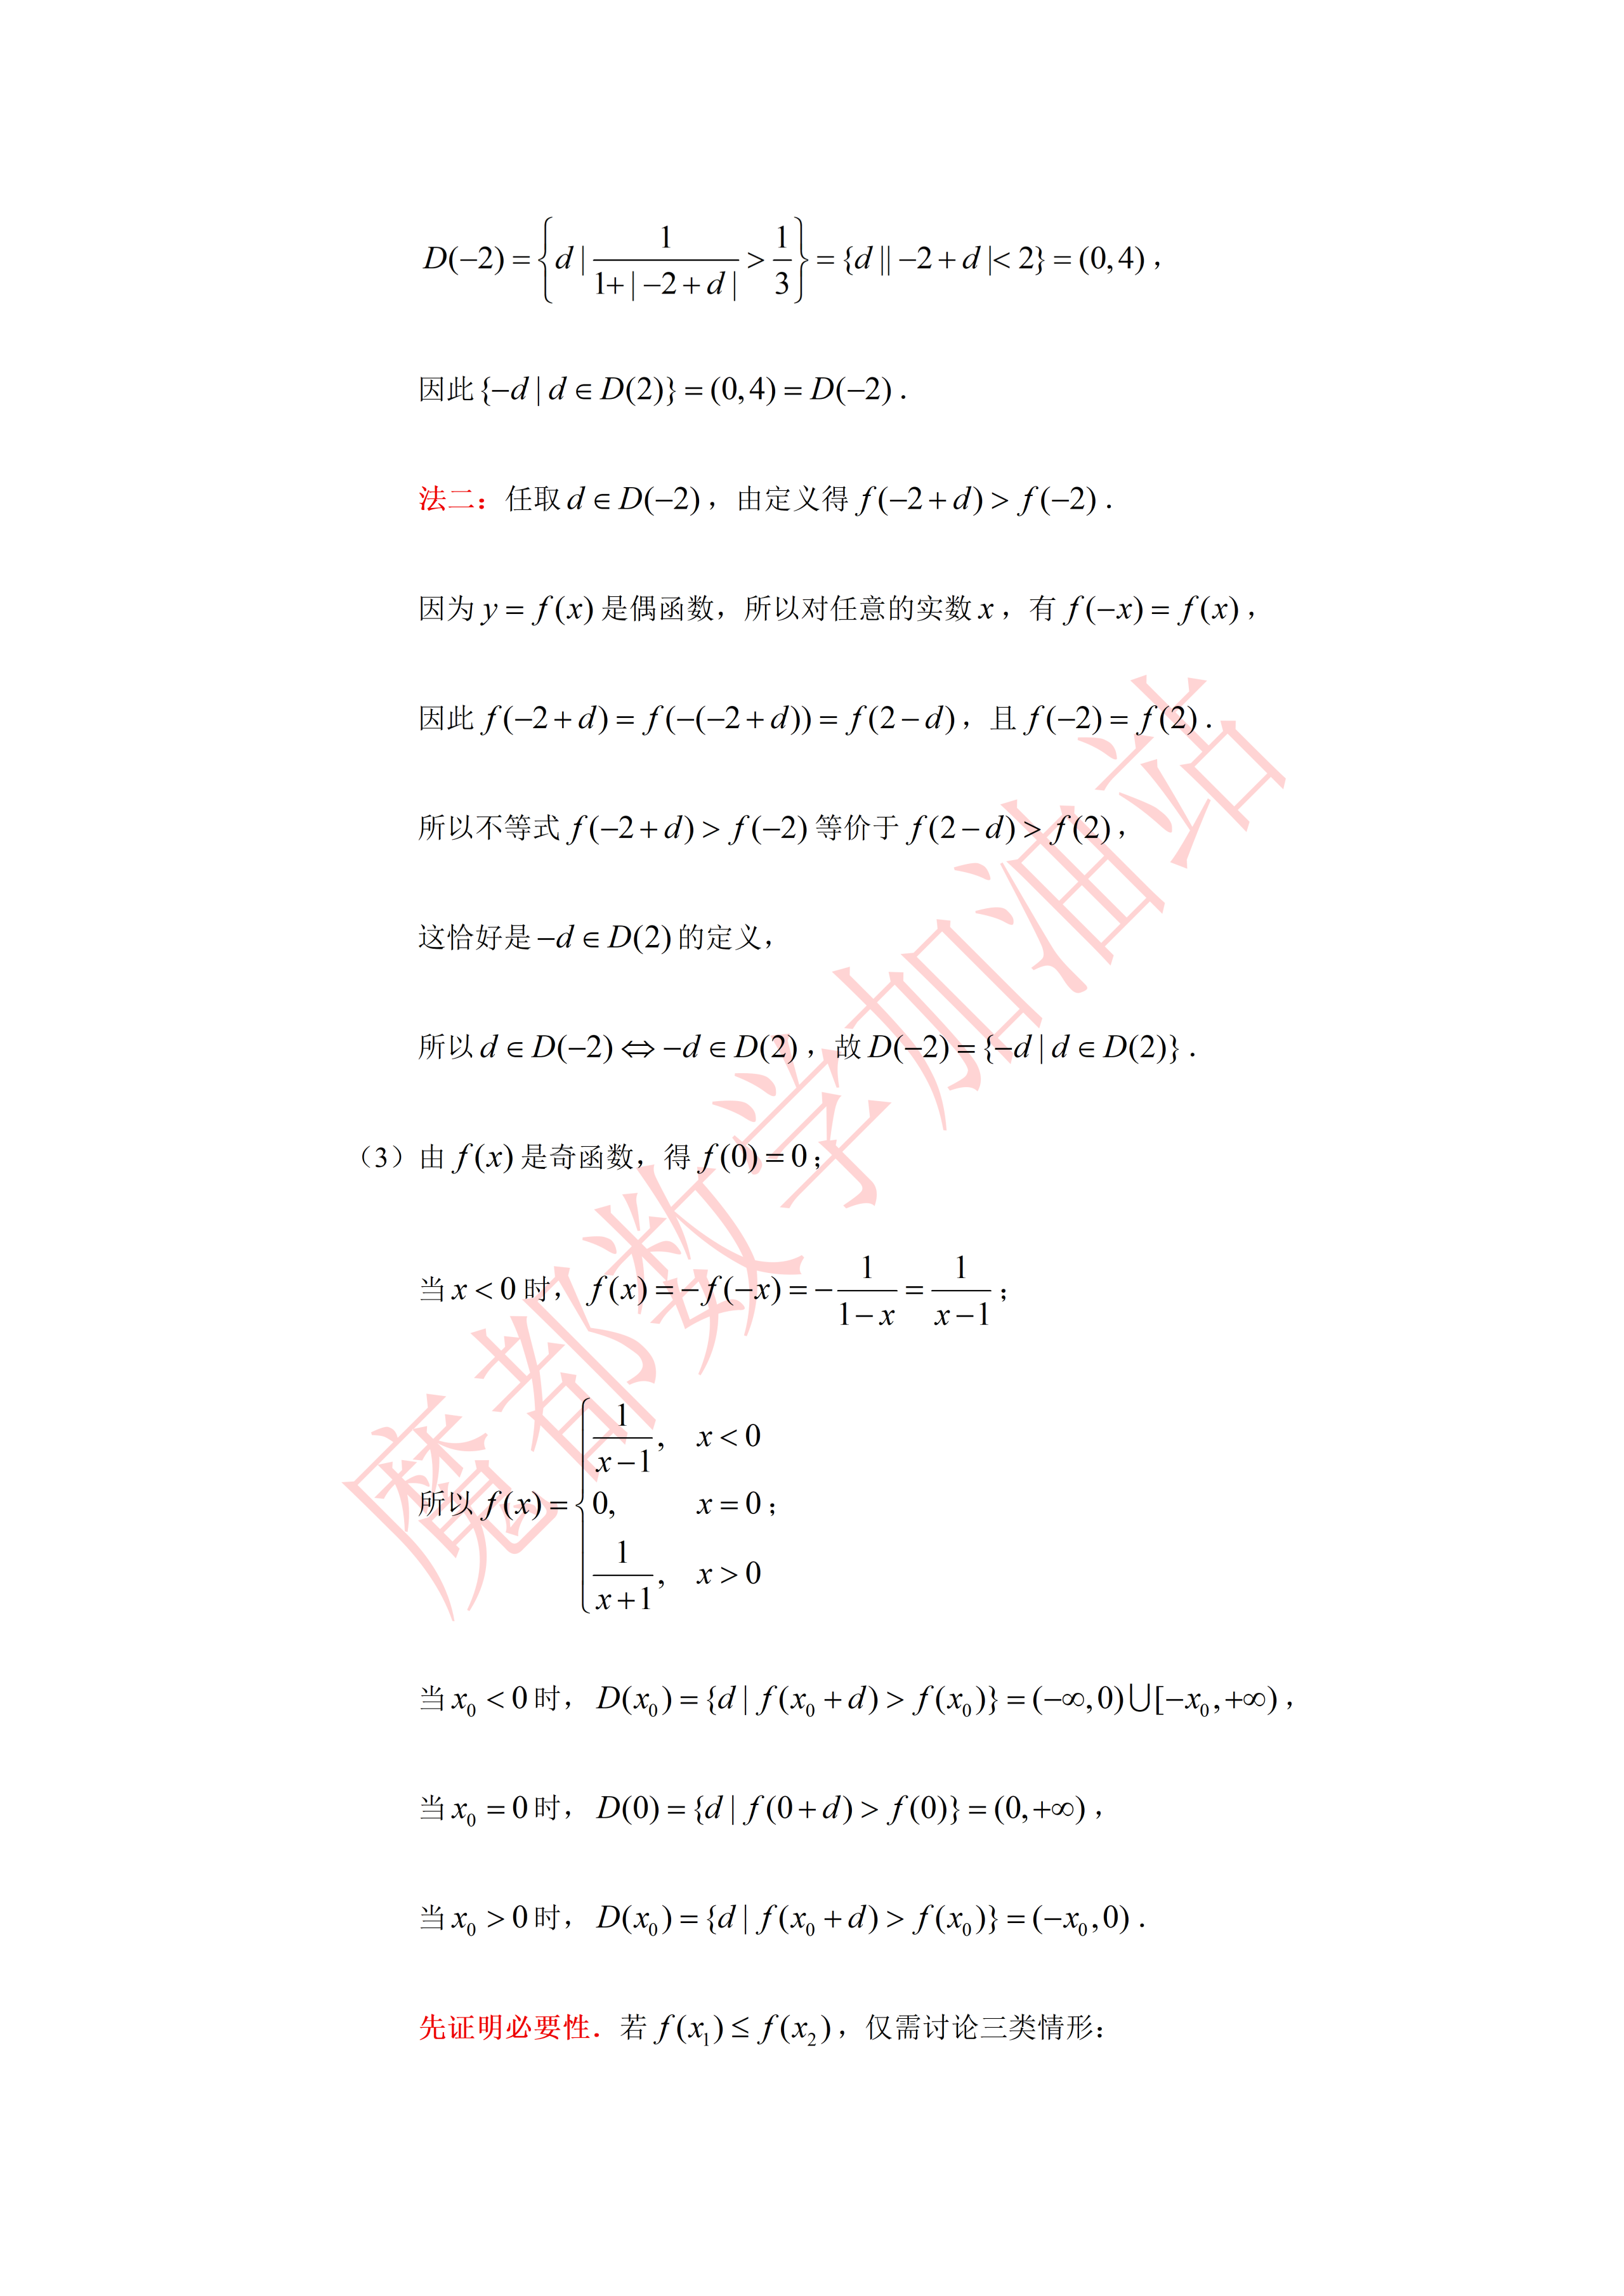 D(−2) = {d | 1/(1+|−2+d|) > 1/3} = {d || −2+d |< 2} = (0,4)，
因此{−d | d ∈ D(2)} = (0,4) = D(−2)．
法二：任取 d ∈ D(−2)，由定义得 f(−2+d) > f(−2)．
因为 y = f(x) 是偶函数，所以对任意的实数 x，有 f(−x) = f(x)，
因此 f(−2+d) = f(−(−2+d)) = f(2−d)，且 f(−2) = f(2)．
所以不等式 f(−2+d) > f(−2) 等价于 f(2−d) > f(2)，
这恰好是 −d ∈ D(2) 的定义，
所以 d ∈ D(−2) ⇔ −d ∈ D(2)，故 D(−2) = {−d | d ∈ D(2)}．
（3）由 f(x) 是奇函数，得 f(0) = 0；
当 x < 0 时，f(x) = −f(−x) = −1/(1−x) = 1/(x−1)；
所以 f(x) = { 1/(x−1), x < 0
0, x = 0；
1/(x+1), x > 0
当 x₀ < 0 时，D(x₀) = {d | f(x₀+d) > f(x₀)} = (−∞,0)⋃[−x₀,+∞)，
当 x₀ = 0 时，D(0) = {d | f(0+d) > f(0)} = (0,+∞)，
当 x₀ > 0 时，D(x₀) = {d | f(x₀+d) > f(x₀)} = (−x₀,0)．
先证明必要性．若 f(x₁) ≤ f(x₂)，仅需讨论三类情形：
魔都数学加油站